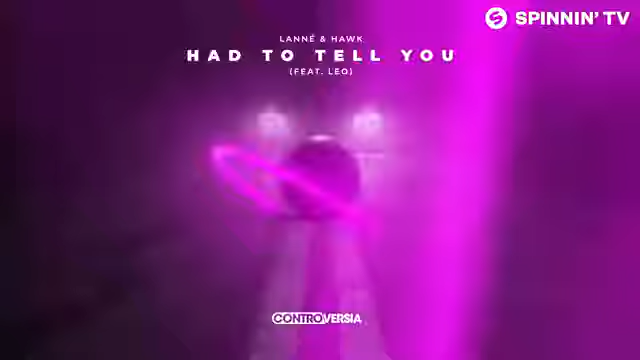 SPINNIN' TV
LANNÉ & HAWK
HAD TO TELL YOU
(FEAT. LEO)
CONTROVERSIA